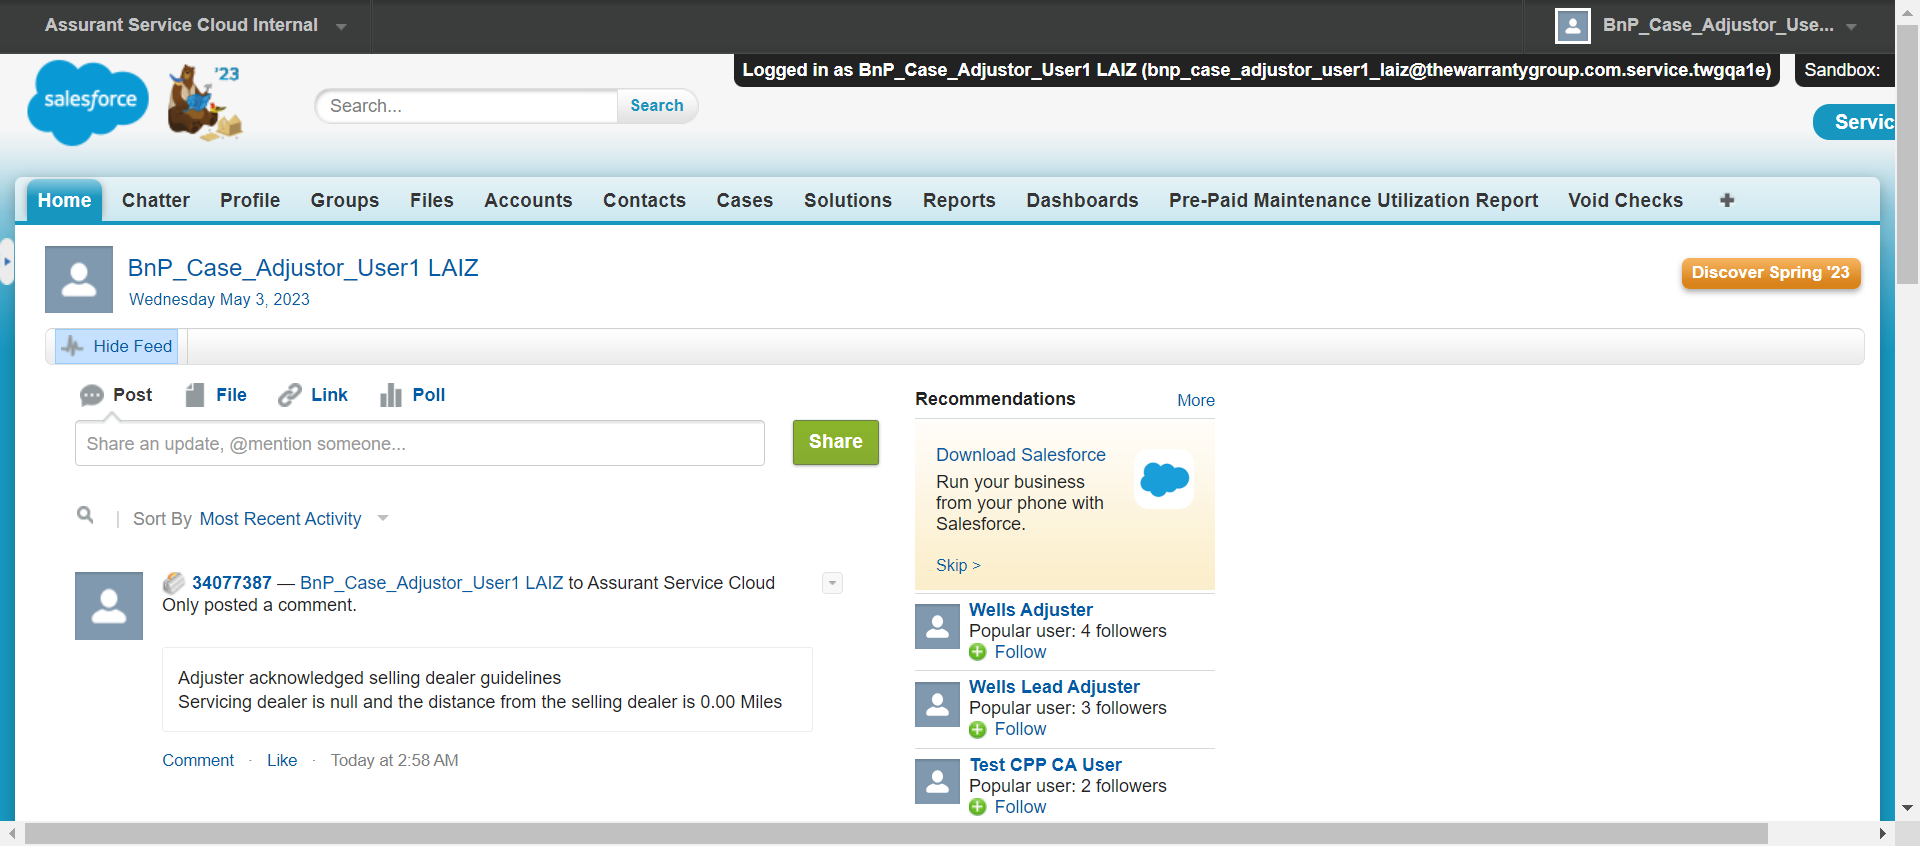 Assurant Service Cloud Internal
BnP_Case_Adjustor_Use...
Logged in as BnP_Case_Adjustor_User1 LAIZ (bnp_case_adjustor_user1_laiz@thewarrantygroup.com.service.twgqa1e)
Sandbox:
salesforce
'23
Search...
Search
Servic
Home
Chatter
Profile
Groups
Files
Accounts
Contacts
Cases
Solutions
Reports
Dashboards
Pre-Paid Maintenance Utilization Report
Void Checks
BnP_Case_Adjustor_User1 LAIZ
Wednesday May 3, 2023
Discover Spring '23
Hide Feed
Post
File
Link
Poll
Share an update, @mention someone...
Share
Sort By Most Recent Activity
34077387 — BnP_Case_Adjustor_User1 LAIZ to Assurant Service Cloud
Only posted a comment.
Adjuster acknowledged selling dealer guidelines
Servicing dealer is null and the distance from the selling dealer is 0.00 Miles
Comment · Like · Today at 2:58 AM
Recommendations
More
Download Salesforce
Run your business
from your phone with
Salesforce.
Skip >
Wells Adjuster
Popular user: 4 followers
Follow
Wells Lead Adjuster
Popular user: 3 followers
Follow
Test CPP CA User
Popular user: 2 followers
Follow